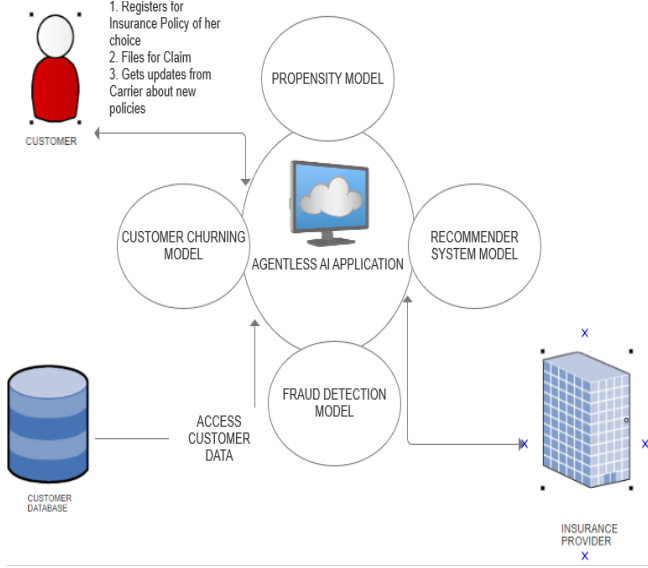 1. Registers for
Insurance Policy of her
choice
2. Files for Claim
3. Gets updates from
Carrier about new
policies
CUSTOMER
PROPENSITY MODEL
CUSTOMER CHURNING
MODEL
AGENTLESS AI APPLICATION
RECOMMENDER
SYSTEM MODEL
FRAUD DETECTION
MODEL
ACCESS
CUSTOMER
DATA
CUSTOMER
DATABASE
INSURANCE
PROVIDER